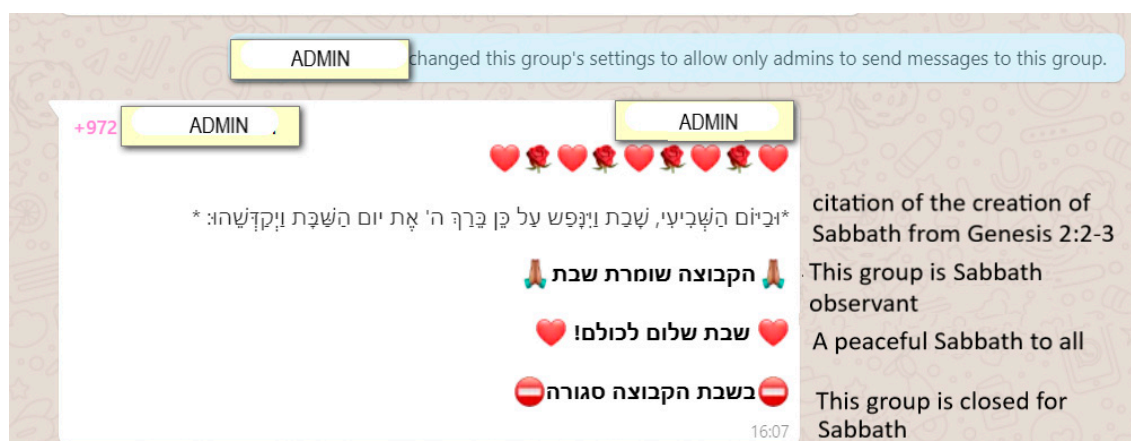 ADMIN changed this group's settings to allow only admins to send messages to this group.
+972 ADMIN .
ADMIN
❤️🌹❤️🌹❤️🌹❤️🌹❤️
*וּבַיּוֹם הַשְּׁבִיעִי, שָׁבַת וַיִּנָּפַש עַל כֵּן בֵּרַךְ ה' אֶת יום הַשַּׁבָּת וַיְקַדְּשֵׁהוּ: *
citation of the creation of
Sabbath from Genesis 2:2-3
🙏🏽 הקבוצה שומרת שבת 🙏🏽
This group is Sabbath
observant
❤️ שבת שלום לכולם! ❤️
A peaceful Sabbath to all
⛔בשבת הקבוצה סגורה⛔
This group is closed for
Sabbath
16:07